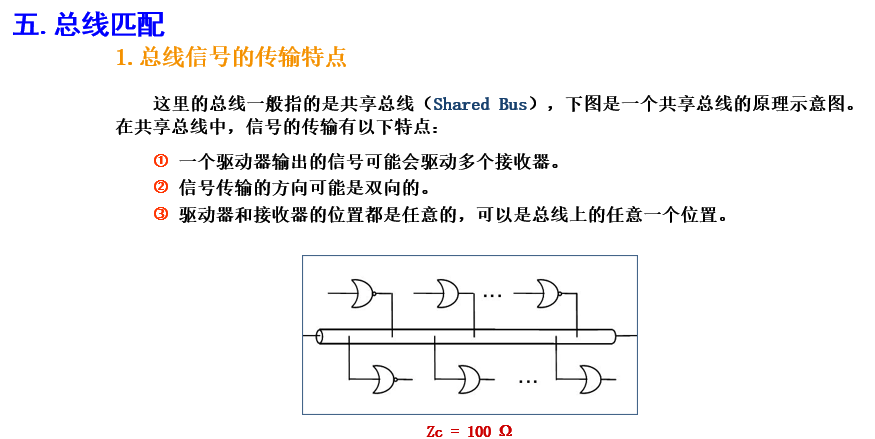 五. 总线匹配
1. 总线信号的传输特点
这里的总线一般指的是共享总线（Shared Bus），下图是一个共享总线的原理示意图。
在共享总线中，信号的传输有以下特点：
① 一个驱动器输出的信号可能会驱动多个接收器。
② 信号传输的方向可能是双向的。
③ 驱动器和接收器的位置都是任意的，可以是总线上的任意一个位置。
...
...
Zc = 100 Ω